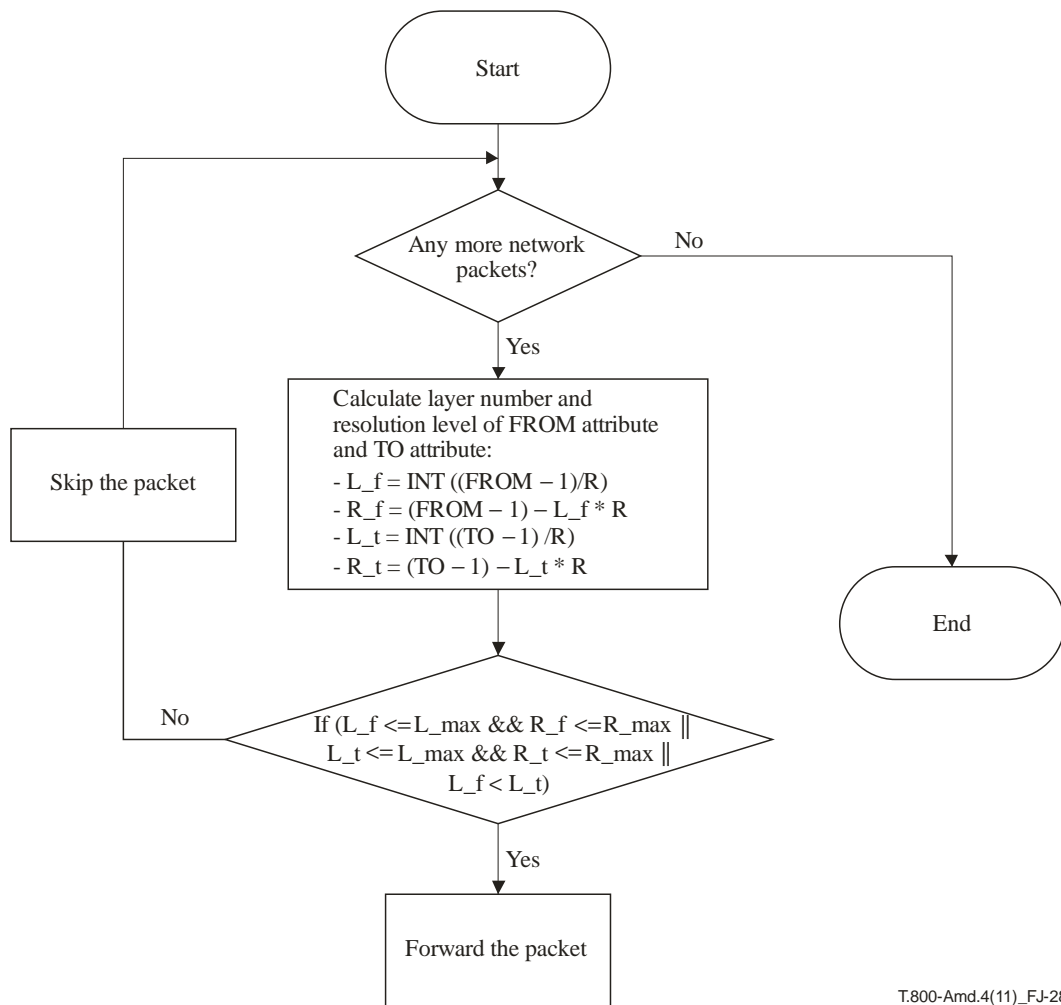 Start
Any more network
packets?
No
Yes
Calculate layer number and
resolution level of FROM attribute
and TO attribute:
- L_f = INT ((FROM − 1)/R)
- R_f = (FROM − 1) − L_f * R
- L_t = INT ((TO − 1) /R)
- R_t = (TO − 1) − L_t * R
Skip the packet
End
No
If (L_f <=L_max && R_f <=R_max ||
L_t <=L_max && R_t <=R_max ||
L_f < L_t)
Yes
Forward the packet